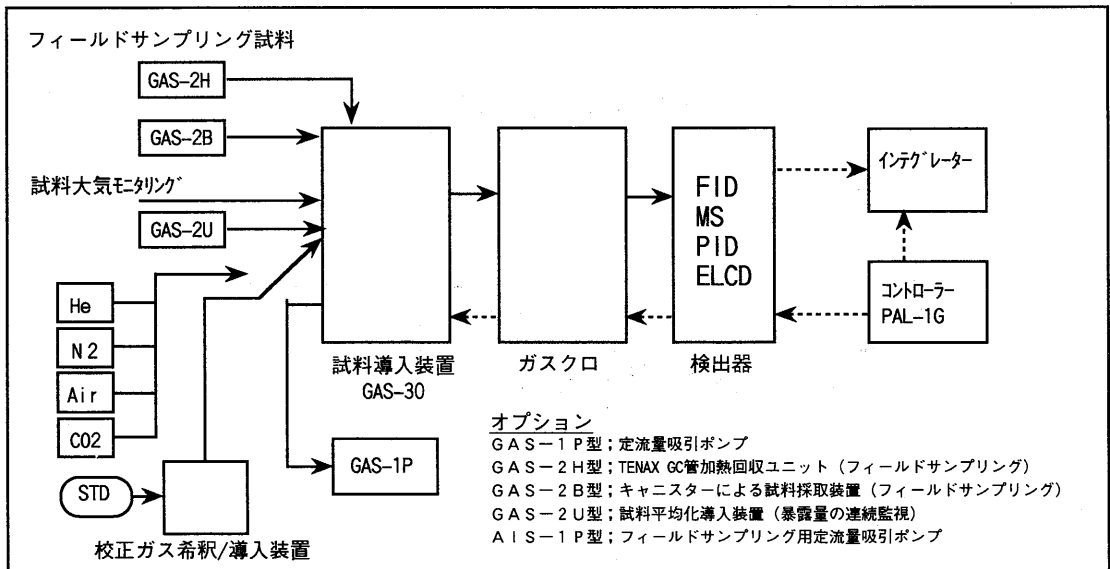 フィールドサンプリング試料
GAS-2H
GAS-2B
試料大気モニタリング
GAS-2U
He
N2
Air
CO2
STD
校正ガス希釈/導入装置
試料導入装置
GAS-30
GAS-1P
ガスクロ
FID
MS
PID
ELCD
検出器
インテグレーター
コントローラー
PAL-1G
オプション
GAS-1P型;定流量吸引ポンプ
GAS-2H型;TENAX GC管加熱回収ユニット(フィールドサンプリング)
GAS-2B型;キャニスターによる試料採取装置(フィールドサンプリング)
GAS-2U型;試料平均化導入装置(暴露量の連続監視)
AIS-1P型;フィールドサンプリング用定流量吸引ポンプ